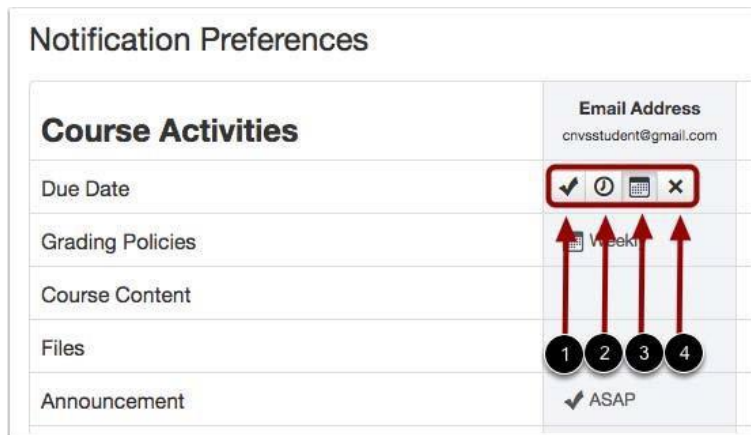 Notification Preferences
Course Activities
Email Address
cnvsstudent@gmail.com
Due Date
Grading Policies
Weekly
Course Content
Files
1 2 3 4
Announcement
ASAP